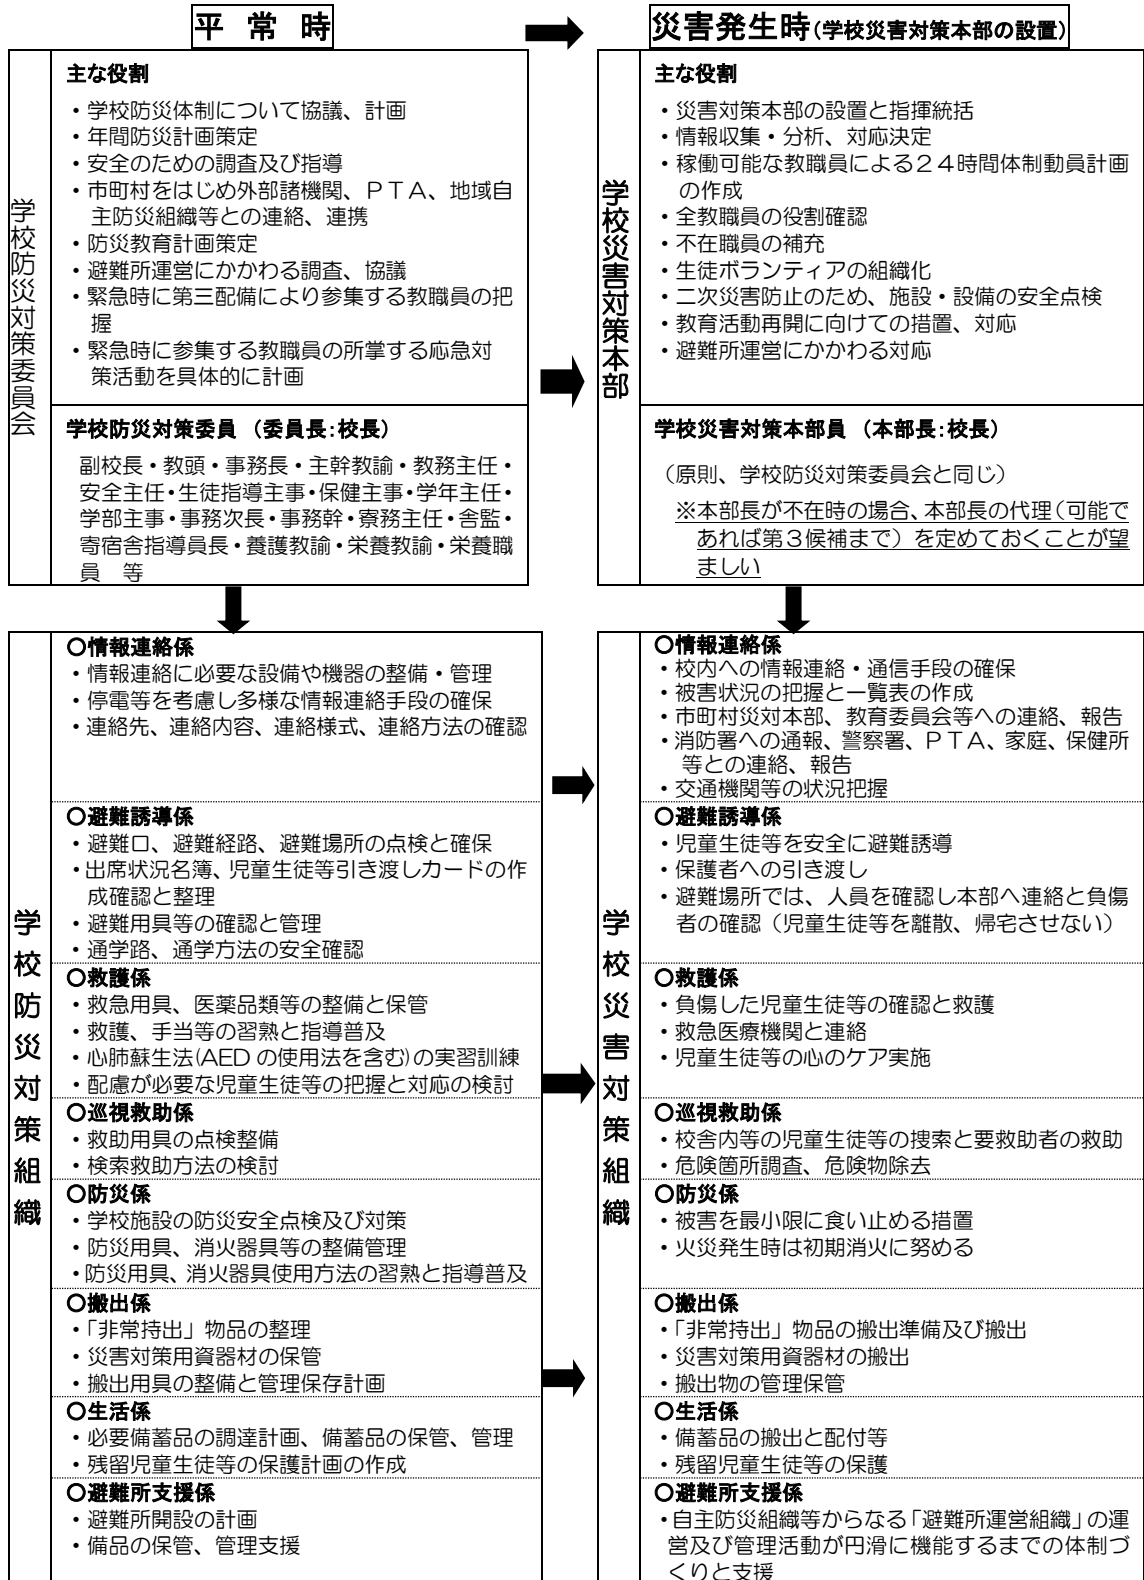 平　常　時
災害発生時(学校災害対策本部の設置)
学校防災対策委員会
主な役割
・学校防災体制について協議、計画
・年間防災計画策定
・安全のための調査及び指導
・市町村をはじめ外部諸機関、ＰＴＡ、地域自
主防災組織等との連絡、連携
・防災教育計画策定
・避難所運営にかかわる調査、協議
・緊急時に第三配備により参集する教職員の把
握
・緊急時に参集する教職員の所掌する応急対
策活動を具体的に計画
学校防災対策委員　（委員長：校長）
副校長・教頭・事務長・主幹教諭・教務主任・
安全主任・生徒指導主事・保健主事・学年主任・
学部主事・事務次長・事務幹・寮務主任・舎監・
寄宿舎指導員長・養護教諭・栄養教諭・栄養職
員　等
学校災害対策本部
主な役割
・災害対策本部の設置と指揮統括
・情報収集・分析、対応決定
・稼働可能な教職員による２４時間体制動員計画
の作成
・全教職員の役割確認
・不在職員の補充
・生徒ボランティアの組織化
・二次災害防止のため、施設・設備の安全点検
・教育活動再開に向けての措置、対応
・避難所運営にかかわる対応
学校災害対策本部員　（本部長：校長）
（原則、学校防災対策委員会と同じ）
※本部長が不在時の場合、本部長の代理（可能で
あれば第３候補まで）を定めておくことが望
ましい
学校防災対策組織
○情報連絡係
・情報連絡に必要な設備や機器の整備・管理
・停電等を考慮し多様な情報連絡手段の確保
・連絡先、連絡内容、連絡様式、連絡方法の確認
○避難誘導係
・避難口、避難経路、避難場所の点検と確保
・出席状況名簿、児童生徒等引き渡しカードの作
成確認と整理
・避難用具等の確認と管理
・通学路、通学方法の安全確認
○救護係
・救急用具、医薬品類等の整備と保管
・救護、手当等の習熟と指導普及
・心肺蘇生法(AED の使用法を含む)の実習訓練
・配慮が必要な児童生徒等の把握と対応の検討
○巡視救助係
・救助用具の点検整備
・検索救助方法の検討
○防災係
・学校施設の防災安全点検及び対策
・防災用具、消火器具等の整備管理
・防災用具、消火器具使用方法の習熟と指導普及
○搬出係
・「非常持出」物品の整理
・災害対策用資器材の保管
・搬出用具の整備と管理保存計画
○生活係
・必要備蓄品の調達計画、備蓄品の保管、管理
・残留児童生徒等の保護計画の作成
○避難所支援係
・避難所開設の計画
・備品の保管、管理支援
学校災害対策組織
○情報連絡係
・校内への情報連絡・通信手段の確保
・被害状況の把握と一覧表の作成
・市町村災対本部、教育委員会等への連絡、報告
・消防署への通報、警察署、ＰＴＡ、家庭、保健所
等との連絡、報告
・交通機関等の状況把握
○避難誘導係
・児童生徒等を安全に避難誘導
・保護者への引き渡し
・避難場所では、人員を確認し本部へ連絡と負傷
者の確認（児童生徒等を離散、帰宅させない）
○救護係
・負傷した児童生徒等の確認と救護
・救急医療機関と連絡
・児童生徒等の心のケア実施
○巡視救助係
・校舎内等の児童生徒等の捜索と要救助者の救助
・危険箇所調査、危険物除去
○防災係
・被害を最小限に食い止める措置
・火災発生時は初期消火に努める
○搬出係
・「非常持出」物品の搬出準備及び搬出
・災害対策用資器材の搬出
・搬出物の管理保管
○生活係
・備蓄品の搬出と配付等
・残留児童生徒等の保護
○避難所支援係
・自主防災組織等からなる「避難所運営組織」の運
営及び管理活動が円滑に機能するまでの体制づ
くりと支援